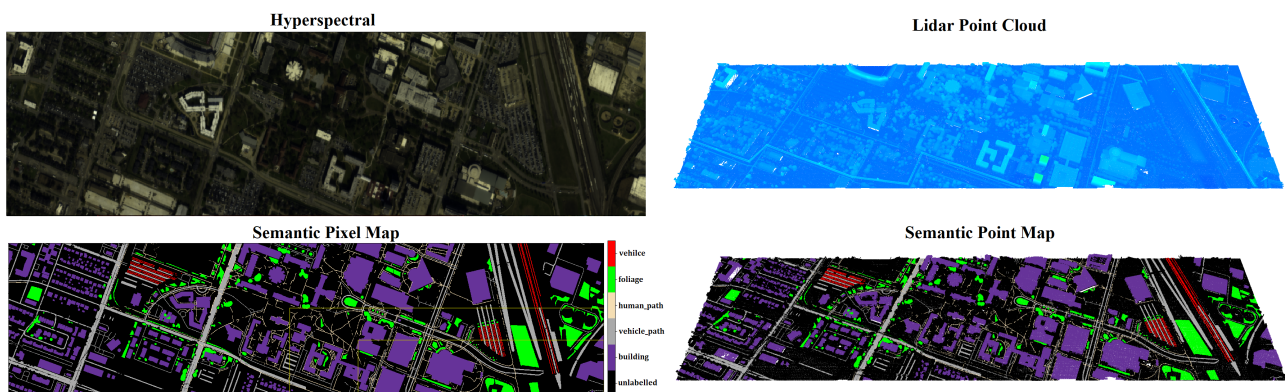 Hyperspectral
Lidar Point Cloud
Semantic Pixel Map
Semantic Point Map
vehilce
foliage
human_path
vehicle_path
building
unlabelled